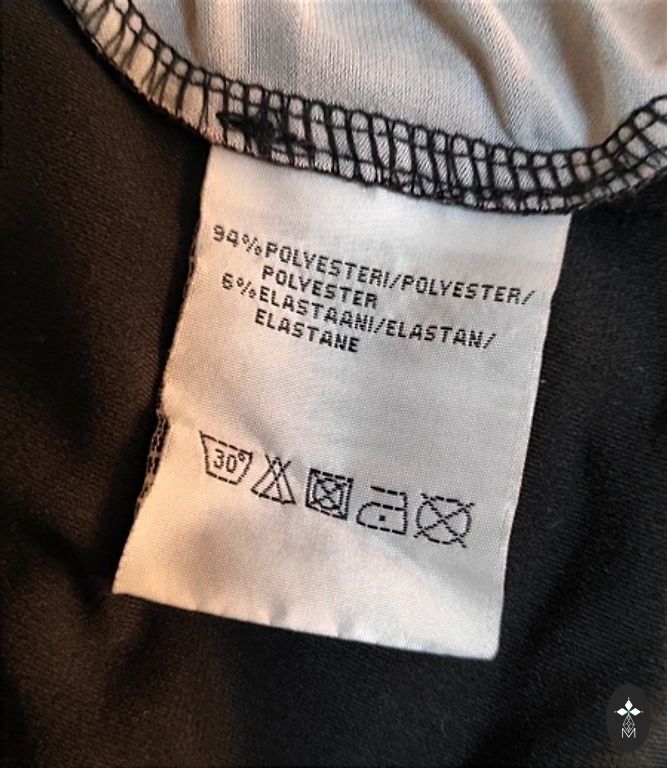 94%POLYESTERI/POLYESTER/
POLYESTER
6%ELASTAANI/ELASTAN/
ELASTANE
30°
M